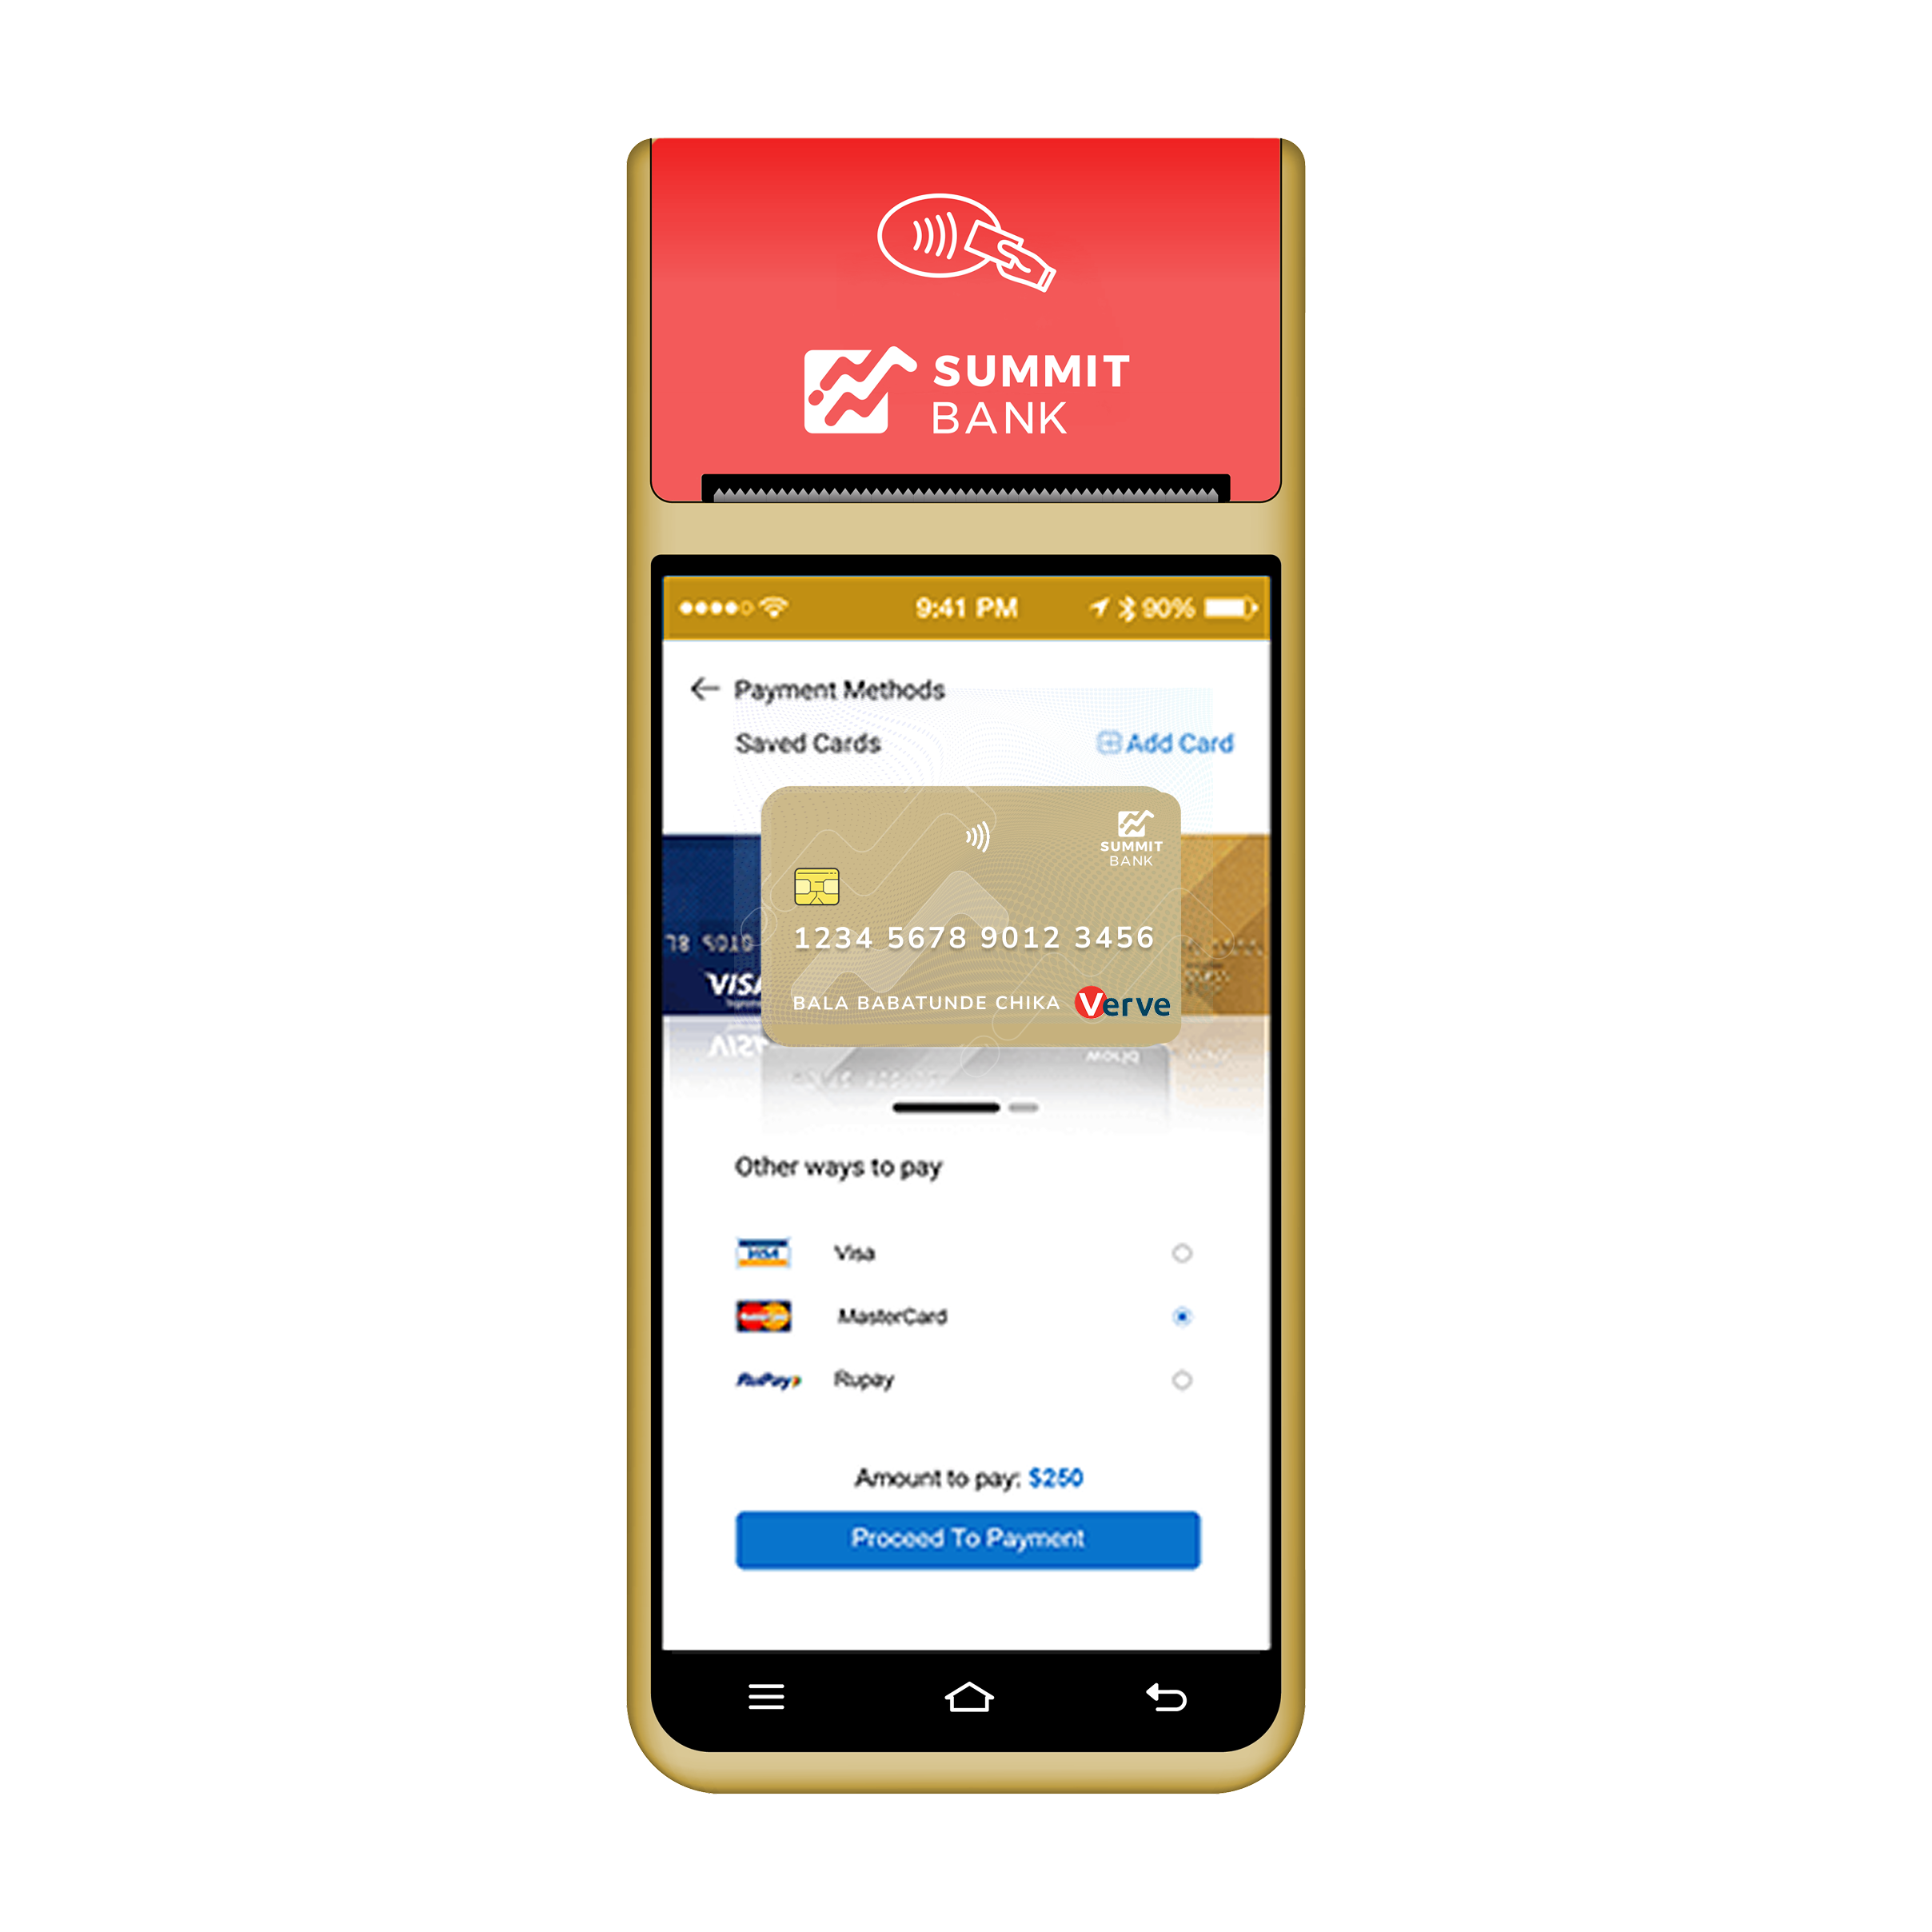 SUMMIT
BANK
9:41 PM
90%
Payment Methods
Saved Cards
Add Card
SUMMIT
BANK
1234 5678 9012 3456
VISA
BALA BABATUNDE CHIKA
Verve
Other ways to pay
VISA
Visa
MasterCard
RuPay
Rupay
Amount to pay: $250
Proceed To Payment